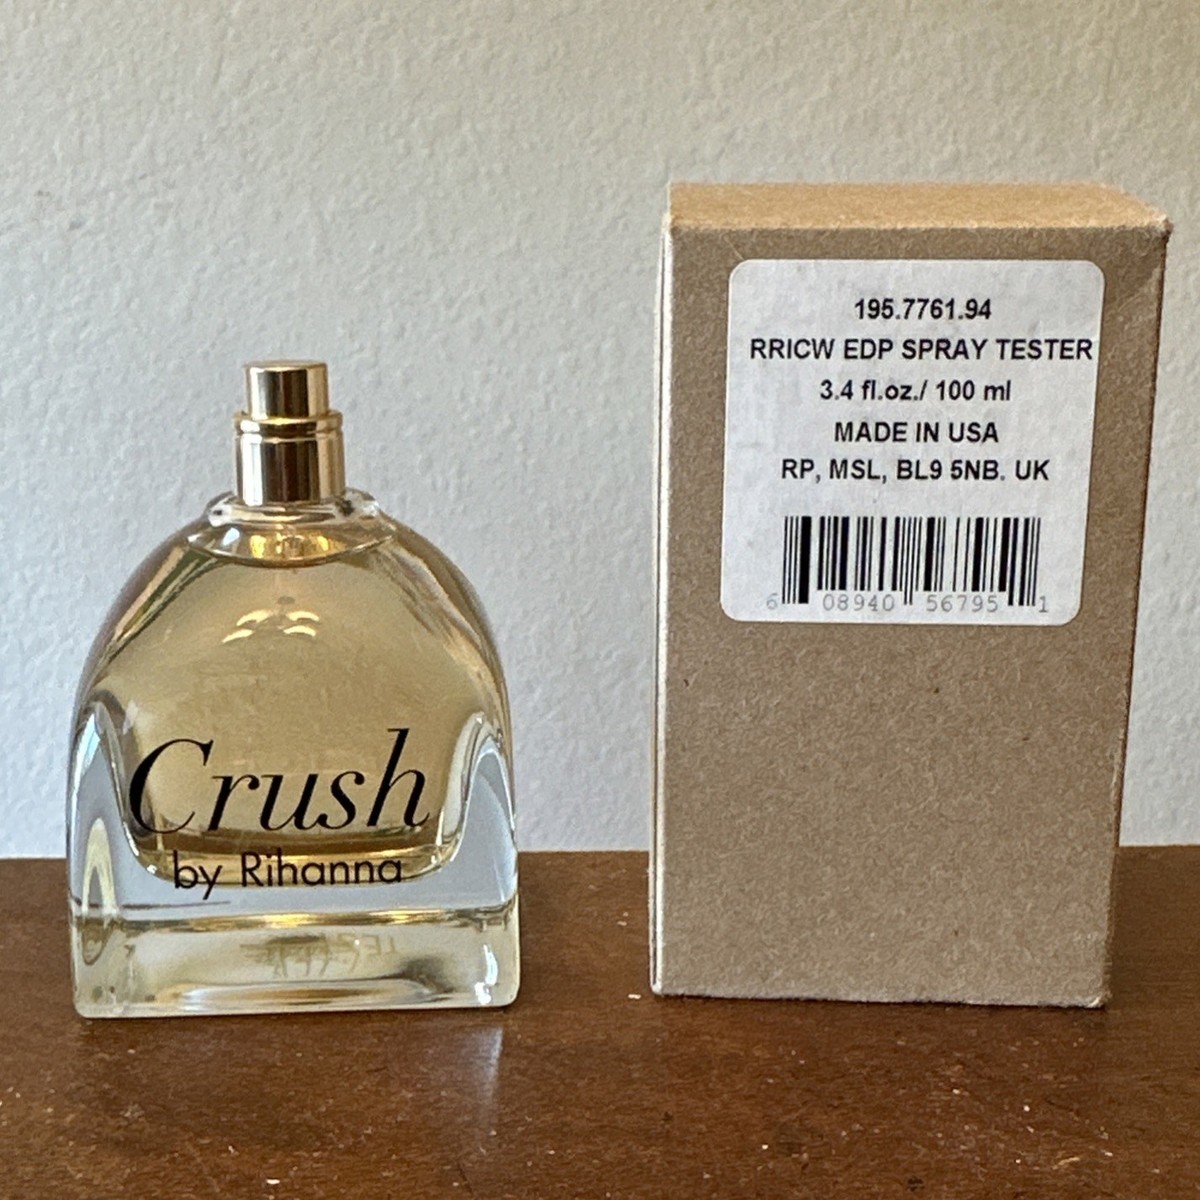 Crush
by Rihanna
TESTER
195.7761.94
RRICW EDP SPRAY TESTER
3.4 fl.oz./ 100 ml
MADE IN USA
RP, MSL, BL9 5NB. UK
6 08940 56795 1